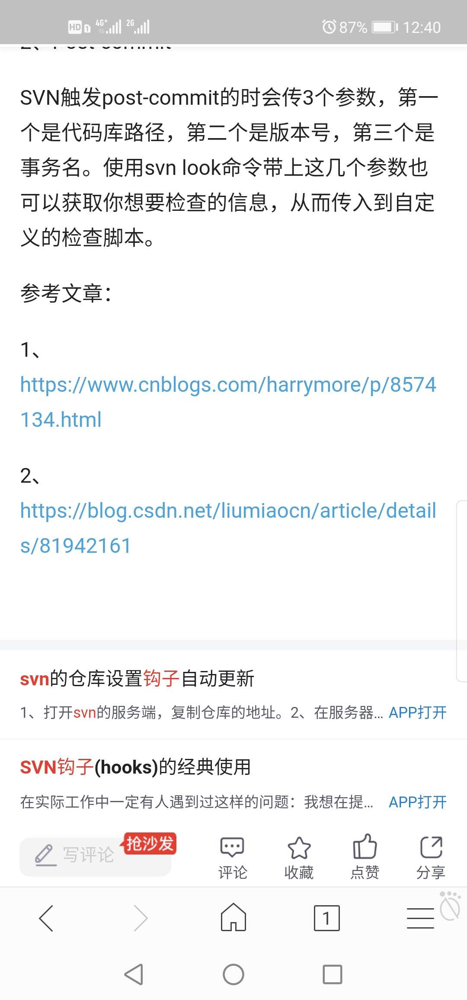 HD 1 4G+ 2G 87% 12:40
2、Post-commit
SVN触发post-commit的时会传3个参数，第一
个是代码库路径，第二个是版本号，第三个是
事务名。使用svn look命令带上这几个参数也
可以获取你想要检查的信息，从而传入到自定
义的检查脚本。
参考文章：
1、
https://www.cnblogs.com/harrymore/p/8574
134.html
2、
https://blog.csdn.net/liumiaocn/article/detail
s/81942161
svn的仓库设置钩子自动更新
1、打开svn的服务端，复制仓库的地址。2、在服务器... APP打开
SVN钩子(hooks)的经典使用
在实际工作中一定有人遇到过这样的问题：我想在提... APP打开
写评论 抢沙发
评论 收藏 点赞 分享
1